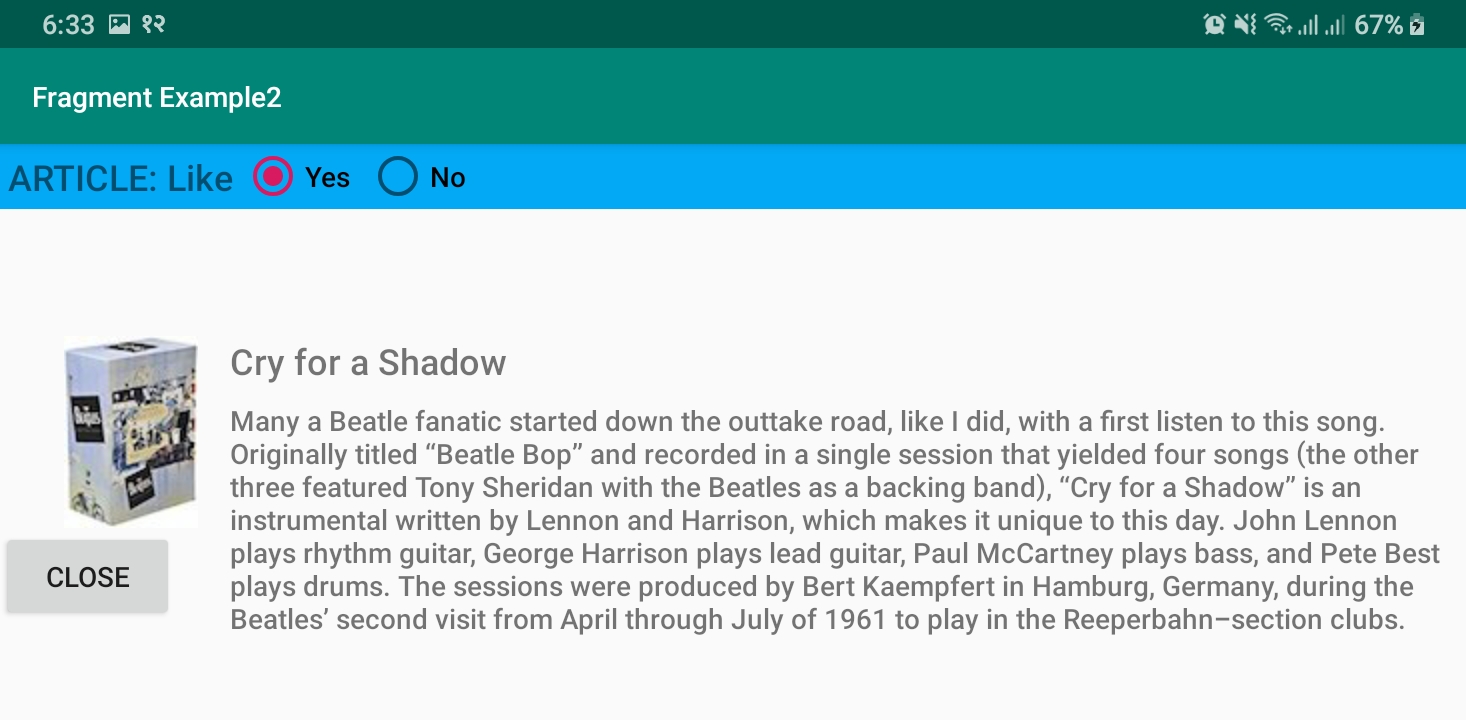 6:33 १२ 67%
Fragment Example2
ARTICLE: Like Yes No
Cry for a Shadow
Many a Beatle fanatic started down the outtake road, like I did, with a first listen to this song.
Originally titled “Beatle Bop” and recorded in a single session that yielded four songs (the other
three featured Tony Sheridan with the Beatles as a backing band), “Cry for a Shadow” is an
instrumental written by Lennon and Harrison, which makes it unique to this day. John Lennon
plays rhythm guitar, George Harrison plays lead guitar, Paul McCartney plays bass, and Pete Best
plays drums. The sessions were produced by Bert Kaempfert in Hamburg, Germany, during the
Beatles’ second visit from April through July of 1961 to play in the Reeperbahn–section clubs.
CLOSE